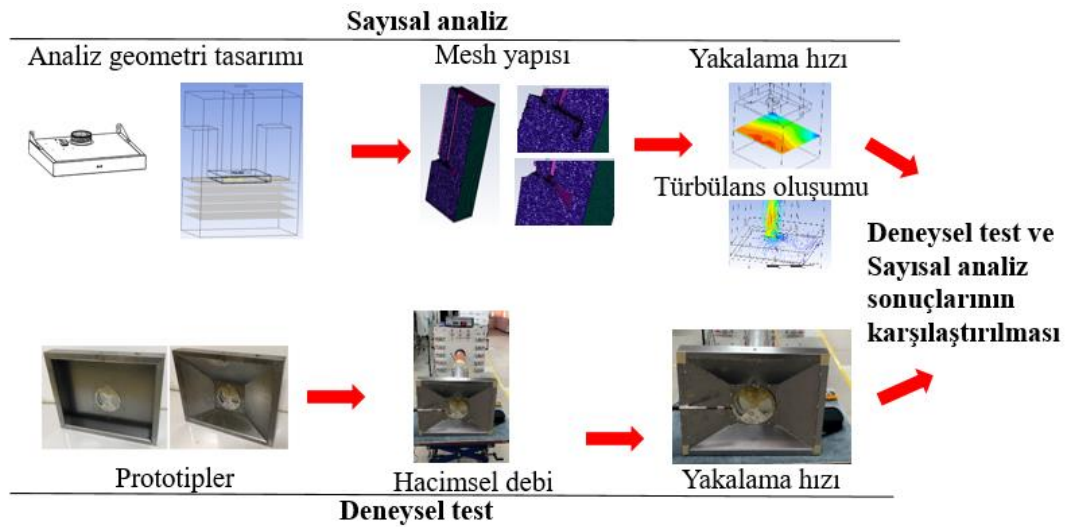 Sayısal analiz
Analiz geometri tasarımı
Mesh yapısı
Yakalama hızı
Türbülans oluşumu
Deneysel test ve
Sayısal analiz
sonuçlarının
karşılaştırılması
Prototipler
Hacimsel debi
Yakalama hızı
Deneysel test